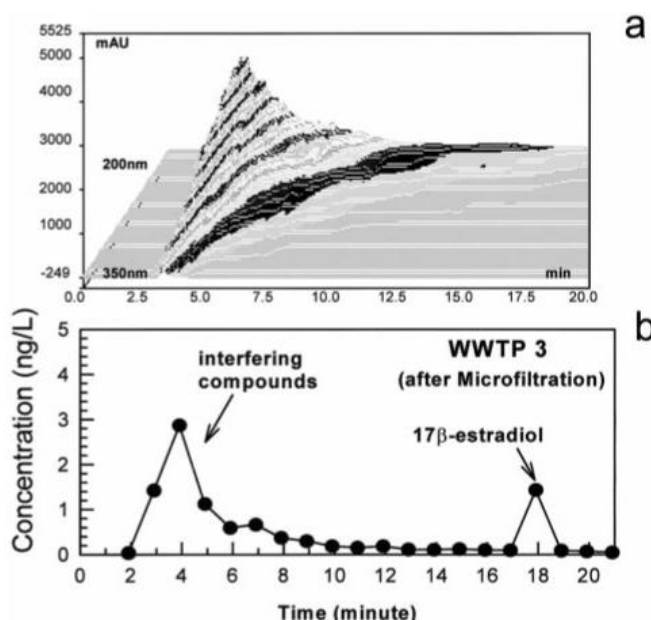 a
5525
mAU
5000
4000
3000
200nm
2000
1000
-249
350nm
min
0.0 2.5 5.0 7.5 10.0 12.5 15.0 17.5 20.0
b
5
WWTP 3
interfering
compounds
(after Microfiltration)
4
3
17β-estradiol
2
1
0
Concentration (ng/L)
2 4 6 8 10 12 14 16 18 20
Time (minute)